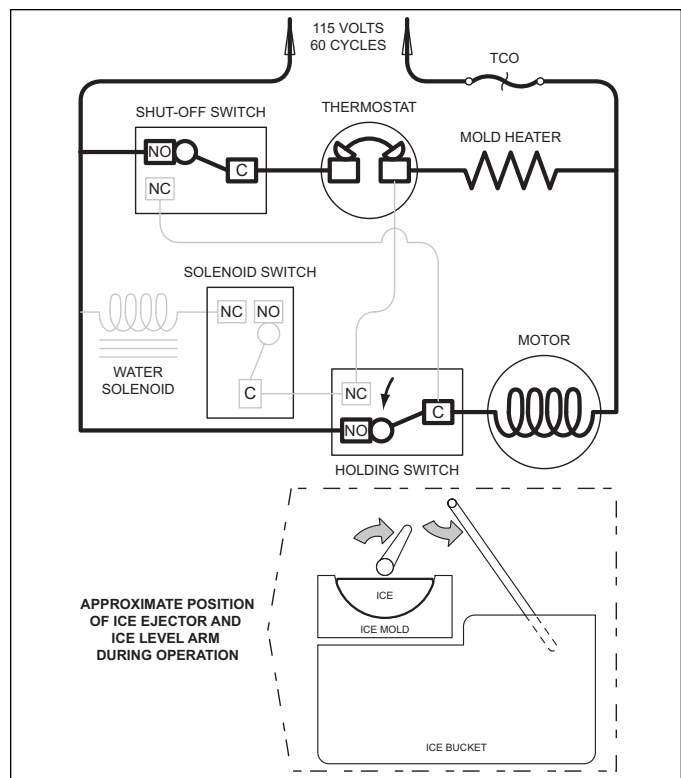 115 VOLTS
60 CYCLES
TCO
SHUT-OFF SWITCH
THERMOSTAT
MOLD HEATER
NO
C
NC
SOLENOID SWITCH
NC
NO
MOTOR
WATER
SOLENOID
C
NC
C
NO
HOLDING SWITCH
APPROXIMATE POSITION
OF ICE EJECTOR AND
ICE LEVEL ARM
DURING OPERATION
ICE
ICE MOLD
ICE BUCKET